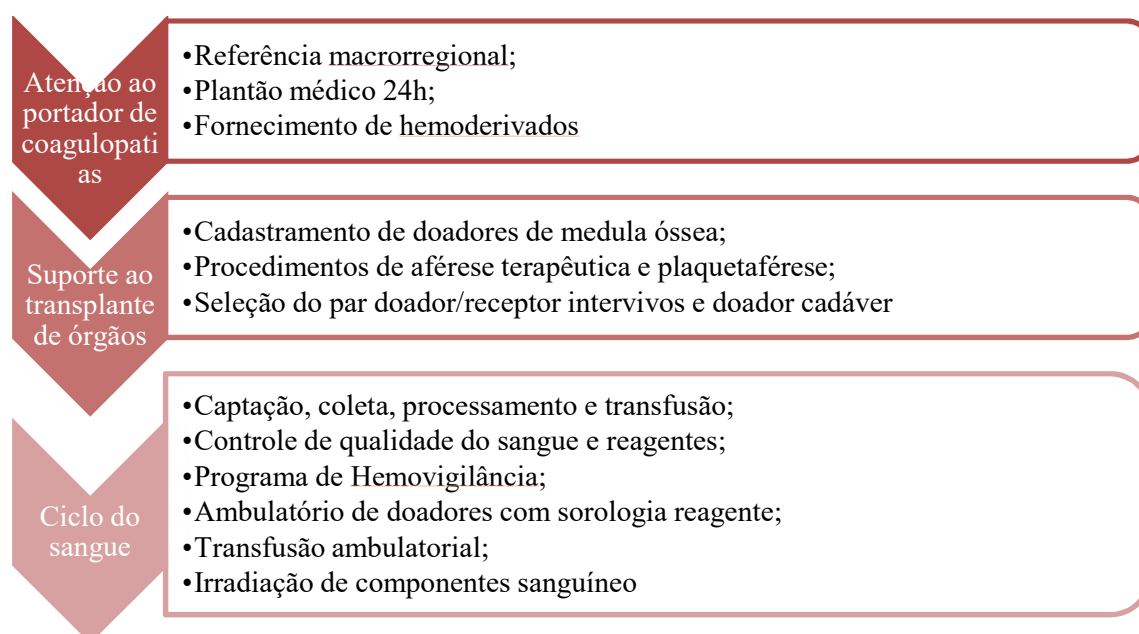 Atenção ao
portador de
coagulopati
as
•Referência macrorregional;
•Plantão médico 24h;
•Fornecimento de hemoderivados
Suporte ao
transplante
de órgãos
•Cadastramento de doadores de medula óssea;
•Procedimentos de aférese terapêutica e plaquetaférese;
•Seleção do par doador/receptor intervivos e doador cadáver
Ciclo do
sangue
•Captação, coleta, processamento e transfusão;
•Controle de qualidade do sangue e reagentes;
•Programa de Hemovigilância;
•Ambulatório de doadores com sorologia reagente;
•Transfusão ambulatorial;
•Irradiação de componentes sanguíneo